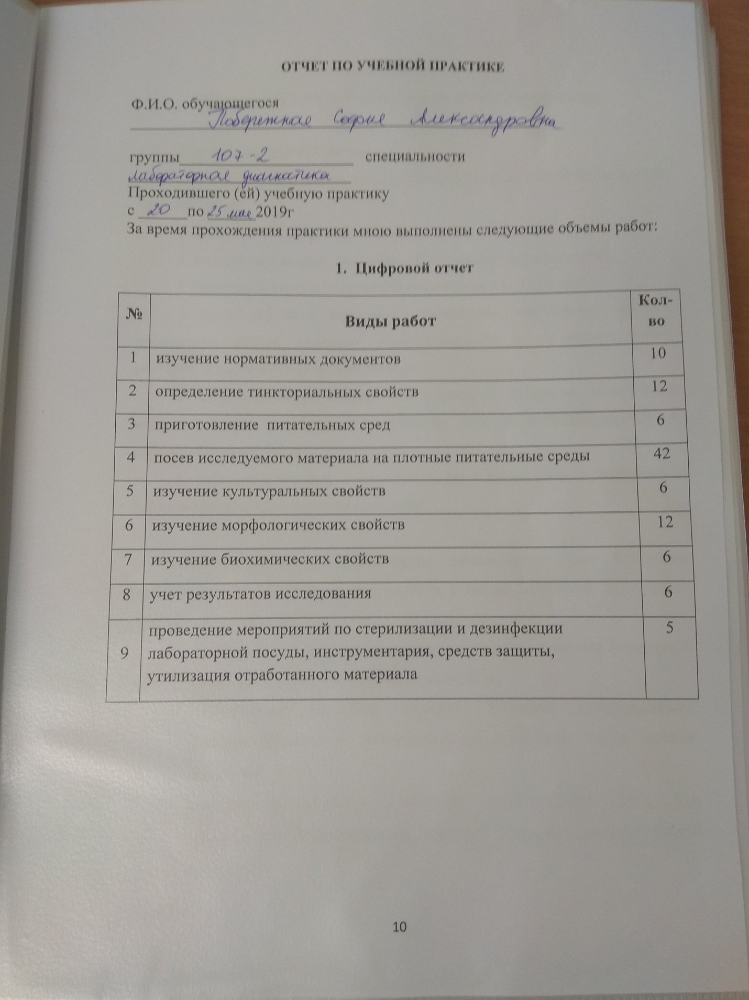 ОТЧЕТ ПО УЧЕБНОЙ ПРАКТИКЕ
Ф.И.О. обучающегося
Побережная София Александровна
группы 107-2 специальности
лабораторная диагнатика
Проходившего (ей) учебную практику
с 20 по 25 мая 2019г
За время прохождения практики мною выполнены следующие объемы работ:
1. Цифровой отчет
№ Виды работ Кол-
во
1 изучение нормативных документов 10
2 определение тинкториальных свойств 12
3 приготовление питательных сред 6
4 посев исследуемого материала на плотные питательные среды 42
5 изучение культуральных свойств 6
6 изучение морфологических свойств 12
7 изучение биохимических свойств 6
8 учет результатов исследования 6
проведение мероприятий по стерилизации и дезинфекции 5
9 лабораторной посуды, инструментария, средств защиты,
утилизация отработанного материала
10